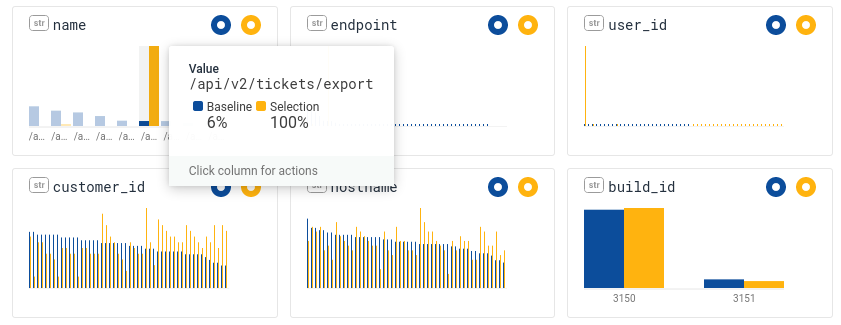 str name
str endpoint
str user_id
Value
/api/v2/tickets/export
Baseline Selection
6% 100%
/a… /a… /a… /a… /a… /a… /a…
Click column for actions
str customer_id
str hostname
str build_id
3150 3151